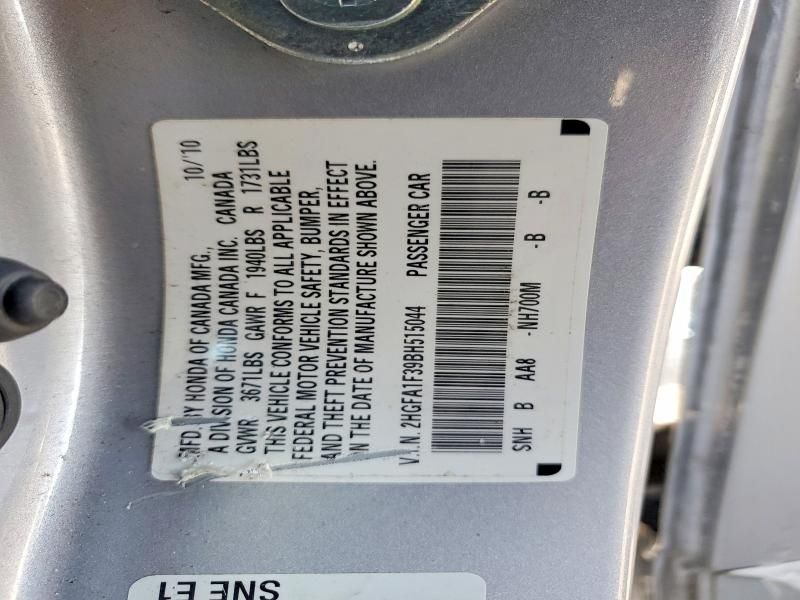 MFD. BY HONDA OF CANADA MFG., 10/'10
A DIVISION OF HONDA CANADA INC. CANADA
GVWR 3671LBS GAWR F 1940LBS R 1731LBS
THIS VEHICLE CONFORMS TO ALL APPLICABLE
FEDERAL MOTOR VEHICLE SAFETY, BUMPER,
AND THEFT PREVENTION STANDARDS IN EFFECT
IN THE DATE OF MANUFACTURE SHOWN ABOVE.
V.I.N. 2HGFA1F39BH515044 PASSENGER CAR
SNH B AA8 -NH700M -B -B
SNE E1